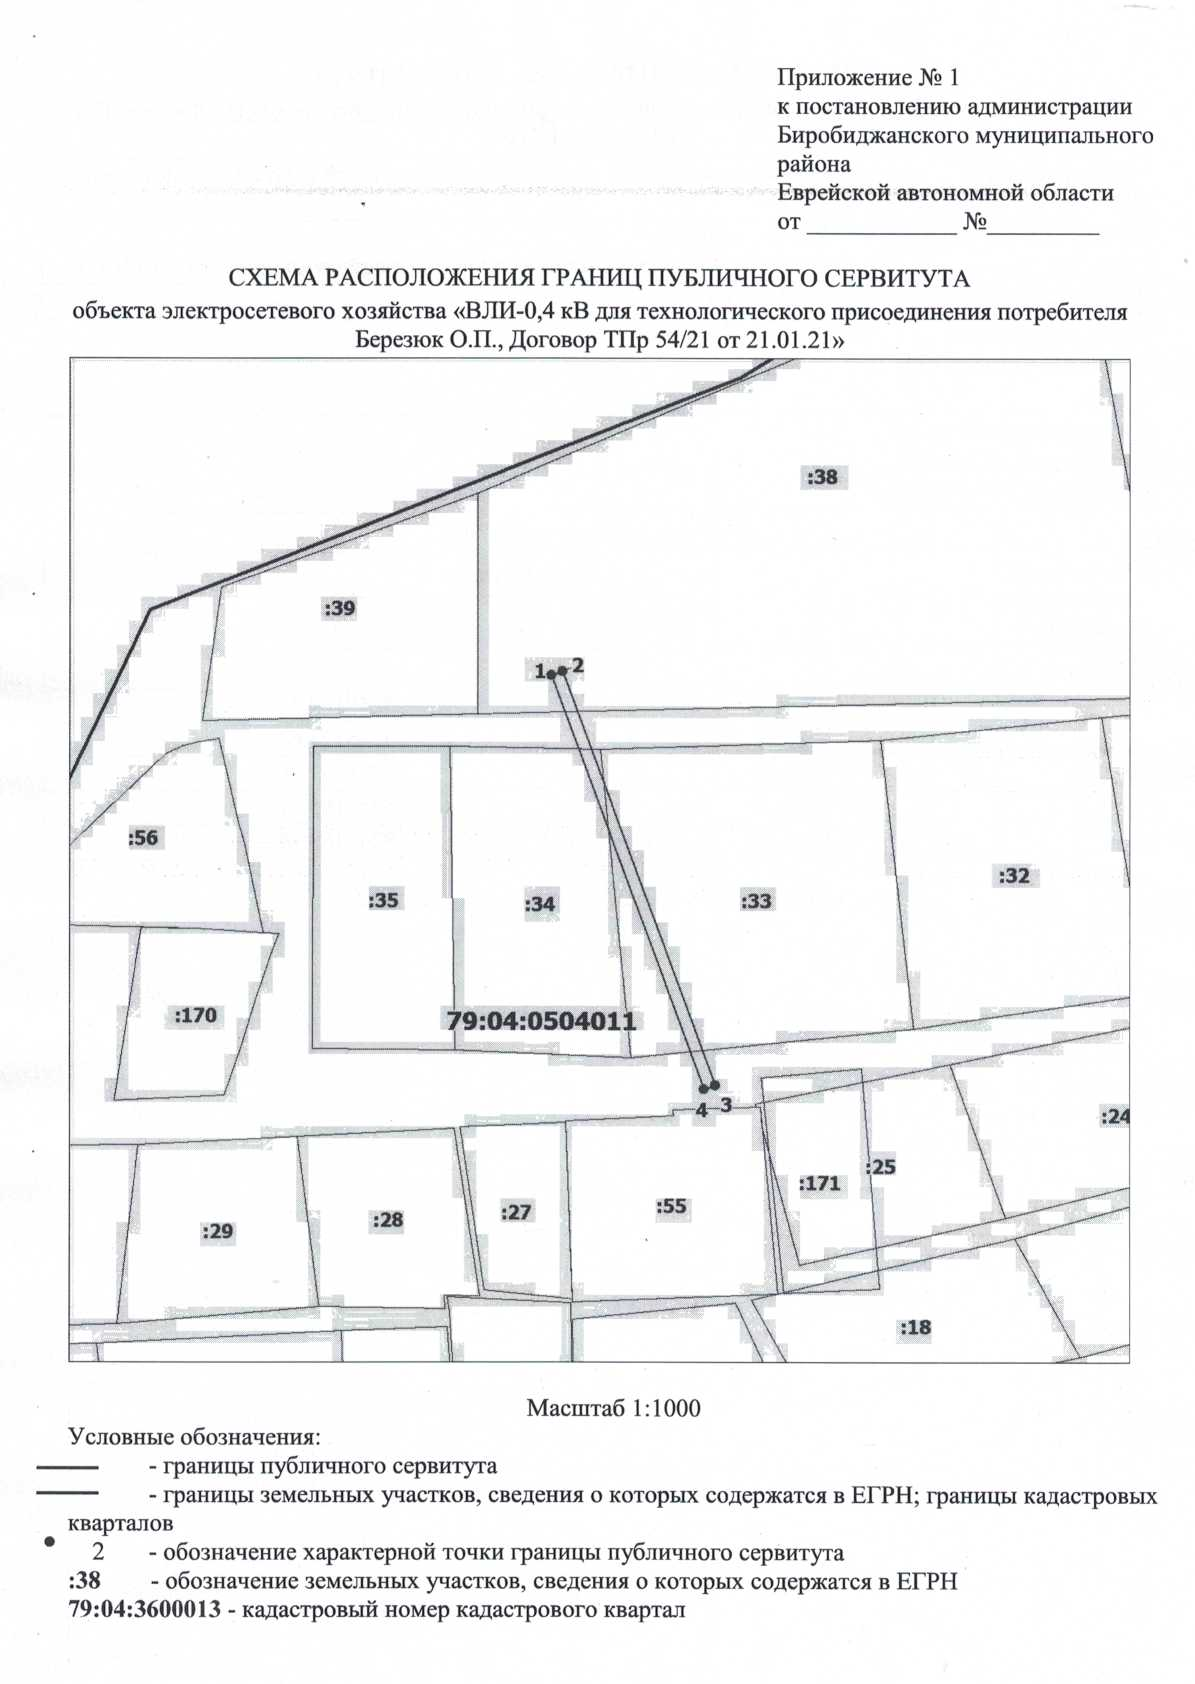 Приложение № 1
к постановлению администрации
Биробиджанского муниципального
района
Еврейской автономной области
от ____________ №_________
СХЕМА РАСПОЛОЖЕНИЯ ГРАНИЦ ПУБЛИЧНОГО СЕРВИТУТА
объекта электросетевого хозяйства «ВЛИ-0,4 кВ для технологического присоединения потребителя
Березюк О.П., Договор ТПр 54/21 от 21.01.21»
:38
:39
1 2
:56
:35
:34
:33
:32
:170
79:04:0504011
4 3
:24
:25
:171
:29
:28
:27
:55
:18
Масштаб 1:1000
Условные обозначения:
- границы публичного сервитута
- границы земельных участков, сведения о которых содержатся в ЕГРН; границы кадастровых
кварталов
2 - обозначение характерной точки границы публичного сервитута
:38 - обозначение земельных участков, сведения о которых содержатся в ЕГРН
79:04:3600013 - кадастровый номер кадастрового квартал